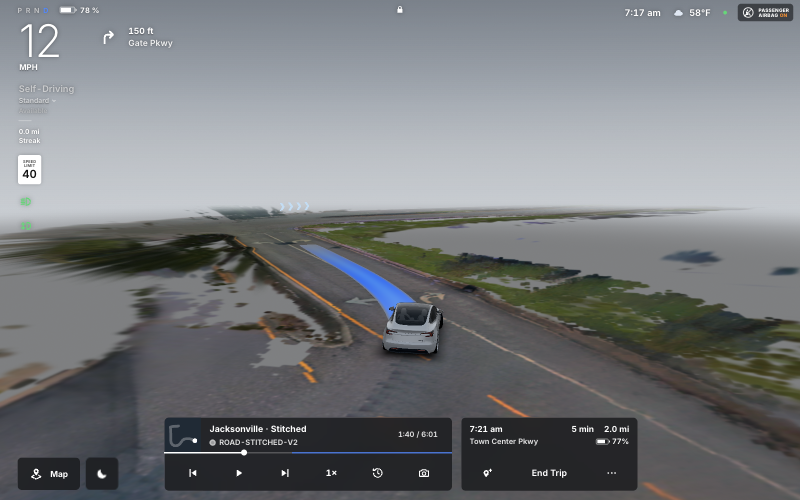 P R N D
78 %
7:17 am
58°F
PASSENGER
AIRBAG ON
12
MPH
150 ft
Gate Pkwy
Self-Driving
Standard
0.0 mi
Streak
SPEED
LIMIT
40
Jacksonville · Stitched
ROAD-STITCHED-V2
1:40 / 6:01
1×
7:21 am
5 min
2.0 mi
Town Center Pkwy
77%
Map
End Trip